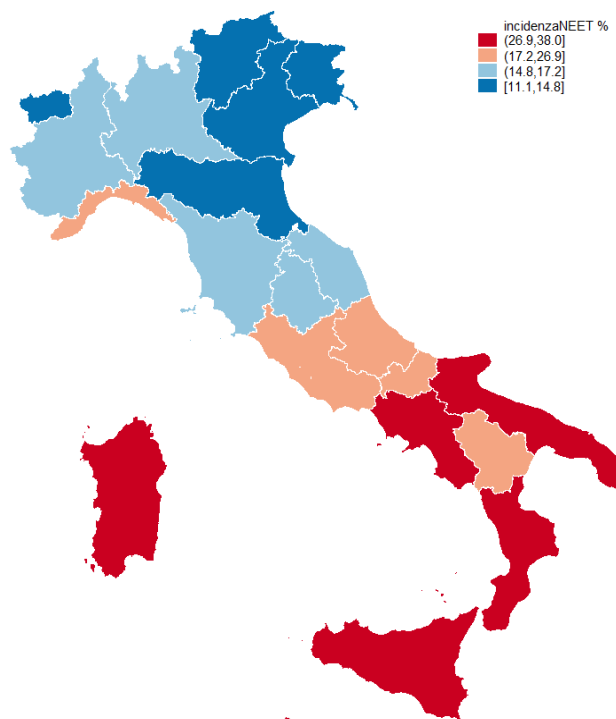 incidenzaNEET %
(26.9,38.0]
(17.2,26.9]
(14.8,17.2]
[11.1,14.8]